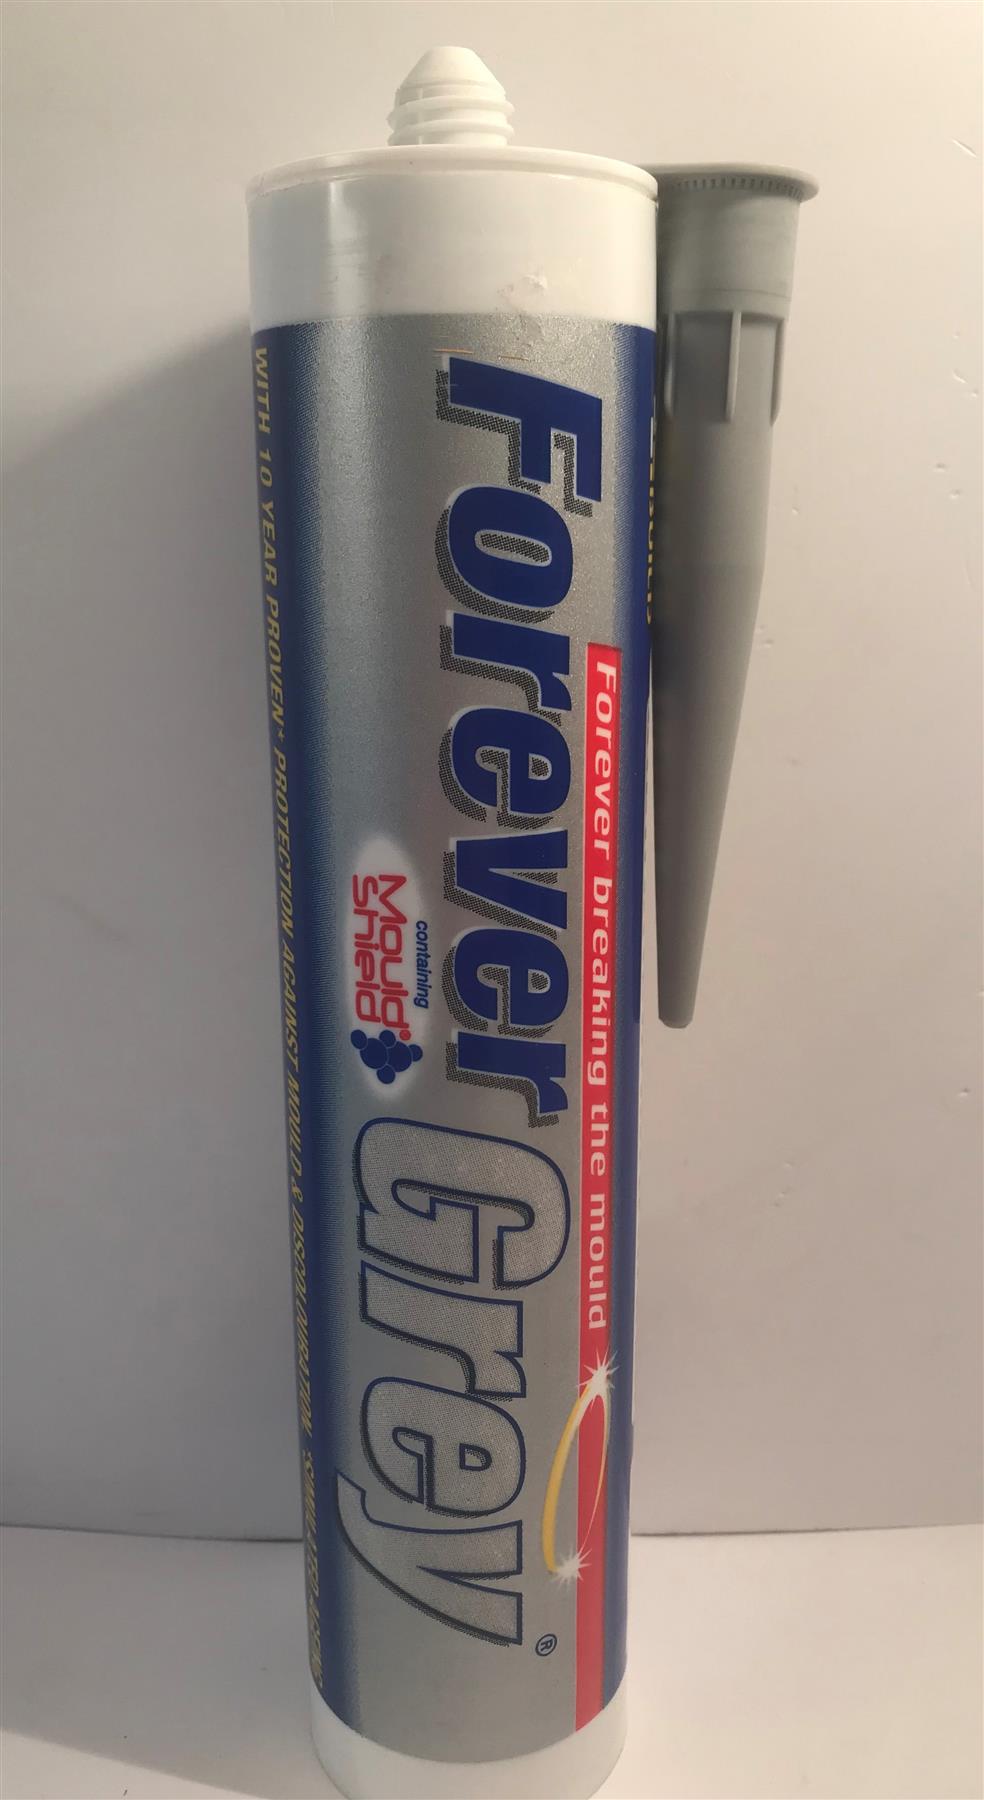 Forever breaking the mould
Forever Grey®
containing
Mould®
Shield
WITH 10 YEAR PROVEN* PROTECTION AGAINST MOULD & DISCOLOURATION.